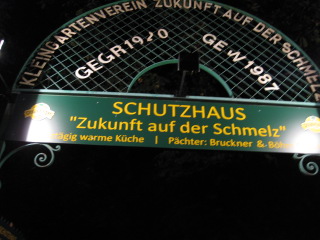 KLEINGARTENVEREIN ZUKUNFT AUF DER SCHMELZ
GEGR 1920 GEW 1987
SCHUTZHAUS
"Zukunft auf der Schmelz"
warme Küche | Pächter: Bruckner &